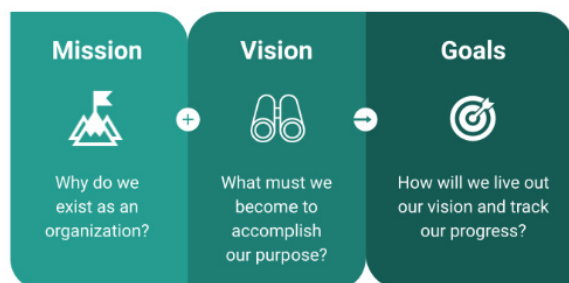 Mission
Why do we
exist as an
organization?
+
Vision
What must we
become to
accomplish
our purpose?
→
Goals
How will we live out
our vision and track
our progress?